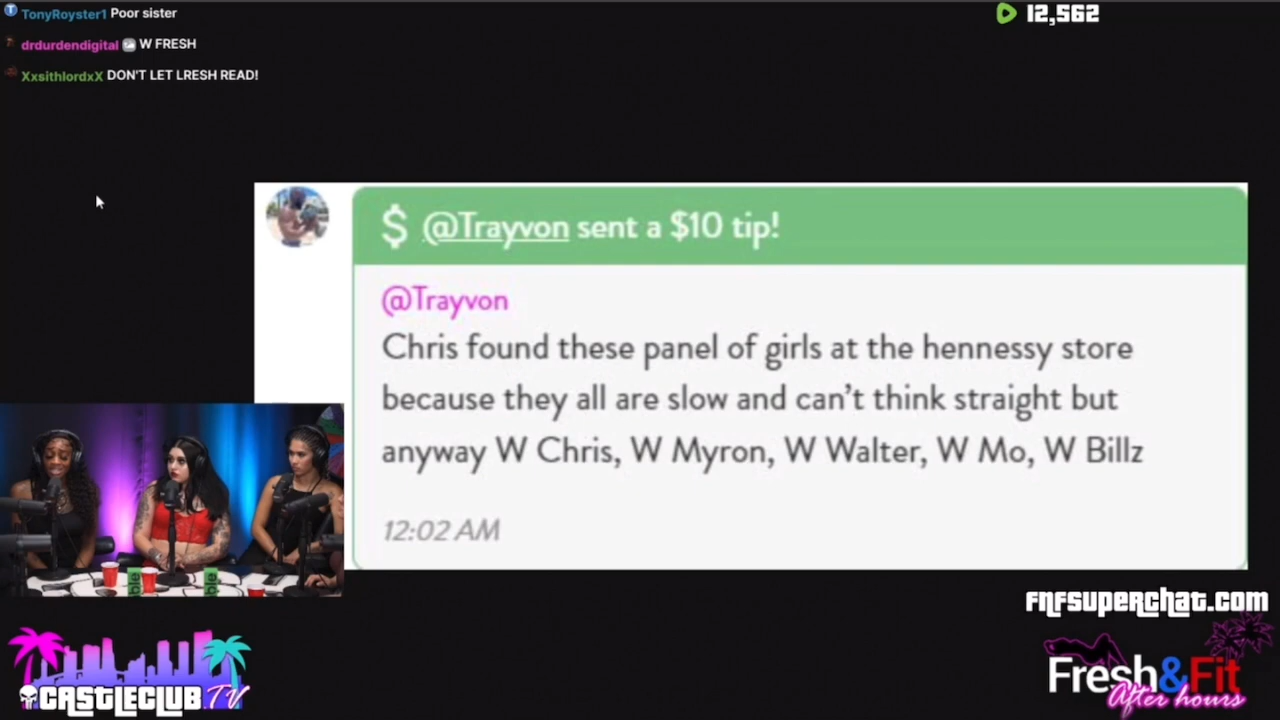 TonyRoyster1 Poor sister
drdurdendigital W FRESH
XxsithlordxX DON'T LET LRESH READ!
12,562
$ @Trayvon sent a $10 tip!
@Trayvon
Chris found these panel of girls at the hennessy store
because they all are slow and can't think straight but
anyway W Chris, W Myron, W Walter, W Mo, W Billz
12:02 AM
fnfsuperchat.com
CASTLECLUB.TV
Fresh&Fit
After hours